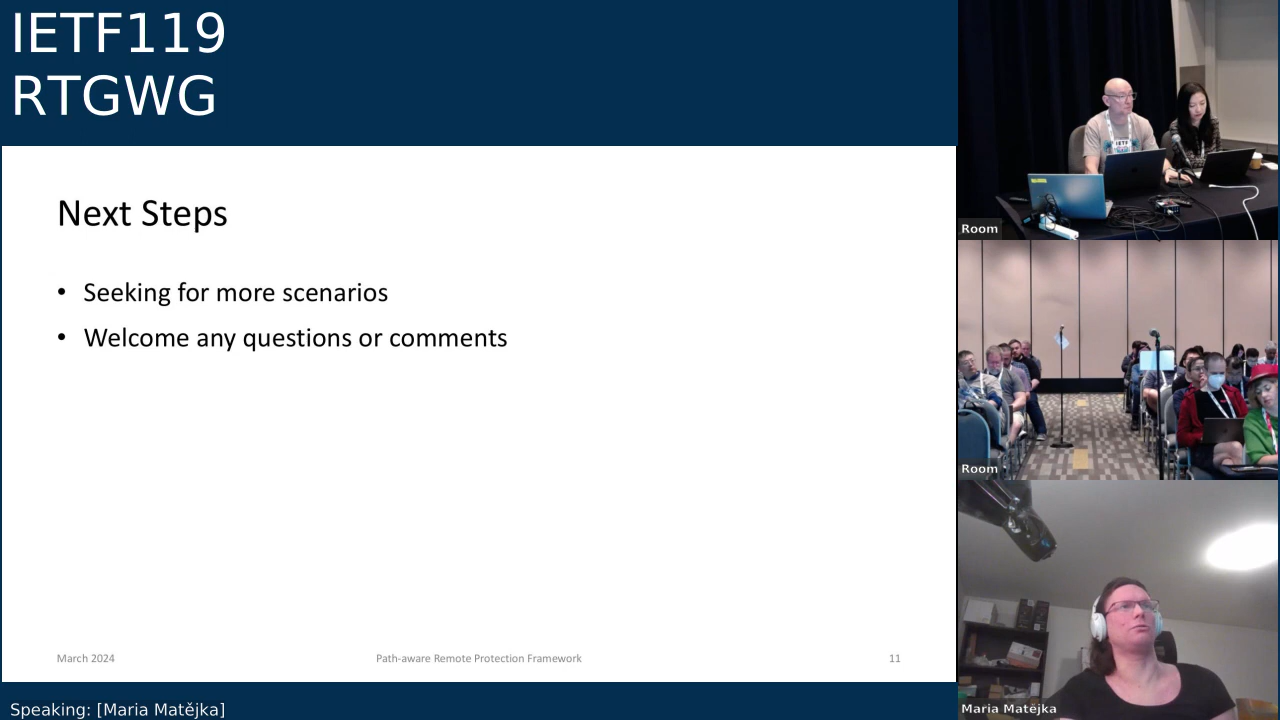 IETF119
RTGWG
Next Steps
• Seeking for more scenarios
• Welcome any questions or comments
March 2024
Path-aware Remote Protection Framework
11
Speaking: [Maria Matějka]
Room
IETF
Room
Maria Matějka